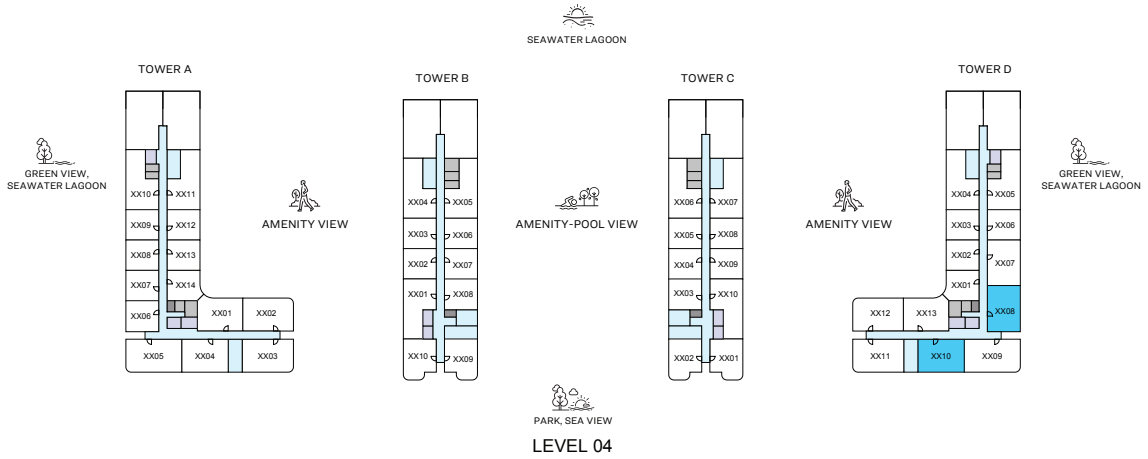 SEAWATER LAGOON
TOWER A
TOWER B
TOWER C
TOWER D
GREEN VIEW,
SEAWATER LAGOON
AMENITY VIEW
AMENITY-POOL VIEW
AMENITY VIEW
GREEN VIEW,
SEAWATER LAGOON
XX10 XX11
XX09 XX12
XX08 XX13
XX07 XX14
XX06 XX01 XX02
XX05 XX04 XX03
XX04 XX05
XX03 XX06
XX02 XX07
XX01 XX08
XX10 XX09
XX06 XX07
XX05 XX08
XX04 XX09
XX03 XX10
XX02 XX01
XX04 XX05
XX03 XX06
XX02 XX07
XX01
XX08
XX12 XX13
XX11 XX10 XX09
PARK, SEA VIEW
LEVEL 04